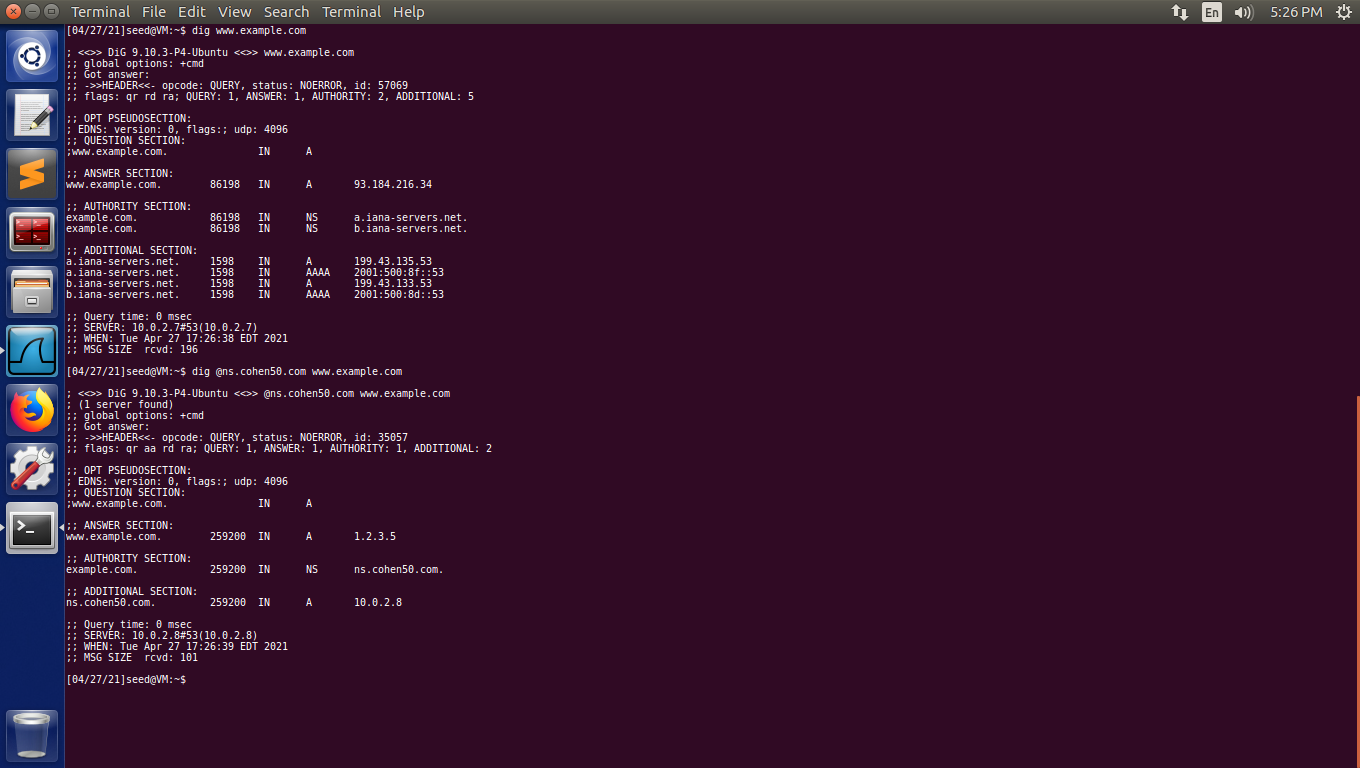 Terminal File Edit View Search Terminal Help En 5:26 PM
[04/27/21]seed@VM:~$ dig www.example.com
; <<>> DiG 9.10.3-P4-Ubuntu <<>> www.example.com
;; global options: +cmd
;; Got answer:
;; ->>HEADER<<- opcode: QUERY, status: NOERROR, id: 57069
;; flags: qr rd ra; QUERY: 1, ANSWER: 1, AUTHORITY: 2, ADDITIONAL: 5
;; OPT PSEUDOSECTION:
; EDNS: version: 0, flags:; udp: 4096
;; QUESTION SECTION:
;www.example.com. IN A
;; ANSWER SECTION:
www.example.com. 86198 IN A 93.184.216.34
;; AUTHORITY SECTION:
example.com. 86198 IN NS a.iana-servers.net.
example.com. 86198 IN NS b.iana-servers.net.
;; ADDITIONAL SECTION:
a.iana-servers.net. 1598 IN A 199.43.135.53
a.iana-servers.net. 1598 IN AAAA 2001:500:8f::53
b.iana-servers.net. 1598 IN A 199.43.133.53
b.iana-servers.net. 1598 IN AAAA 2001:500:8d::53
;; Query time: 0 msec
;; SERVER: 10.0.2.7#53(10.0.2.7)
;; WHEN: Tue Apr 27 17:26:38 EDT 2021
;; MSG SIZE rcvd: 196
[04/27/21]seed@VM:~$ dig @ns.cohen50.com www.example.com
; <<>> DiG 9.10.3-P4-Ubuntu <<>> @ns.cohen50.com www.example.com
; (1 server found)
;; global options: +cmd
;; Got answer:
;; ->>HEADER<<- opcode: QUERY, status: NOERROR, id: 35057
;; flags: qr aa rd ra; QUERY: 1, ANSWER: 1, AUTHORITY: 1, ADDITIONAL: 2
;; OPT PSEUDOSECTION:
; EDNS: version: 0, flags:; udp: 4096
;; QUESTION SECTION:
;www.example.com. IN A
;; ANSWER SECTION:
www.example.com. 259200 IN A 1.2.3.5
;; AUTHORITY SECTION:
example.com. 259200 IN NS ns.cohen50.com.
;; ADDITIONAL SECTION:
ns.cohen50.com. 259200 IN A 10.0.2.8
;; Query time: 0 msec
;; SERVER: 10.0.2.8#53(10.0.2.8)
;; WHEN: Tue Apr 27 17:26:39 EDT 2021
;; MSG SIZE rcvd: 101
[04/27/21]seed@VM:~$